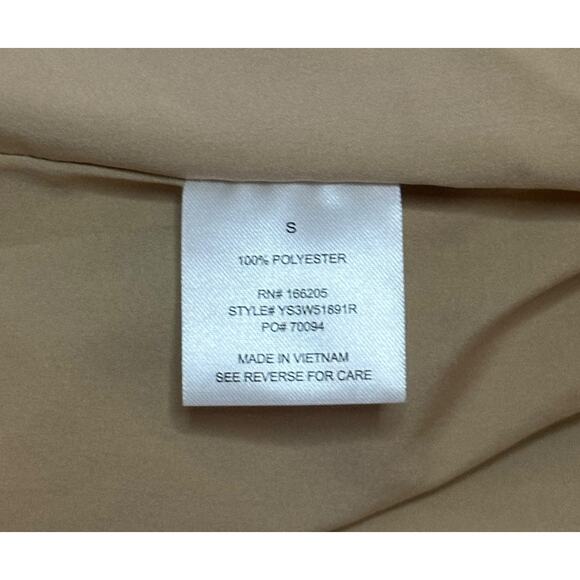 S
100% POLYESTER
RN# 166205
STYLE# YS3W51891R
PO# 70094
MADE IN VIETNAM
SEE REVERSE FOR CARE